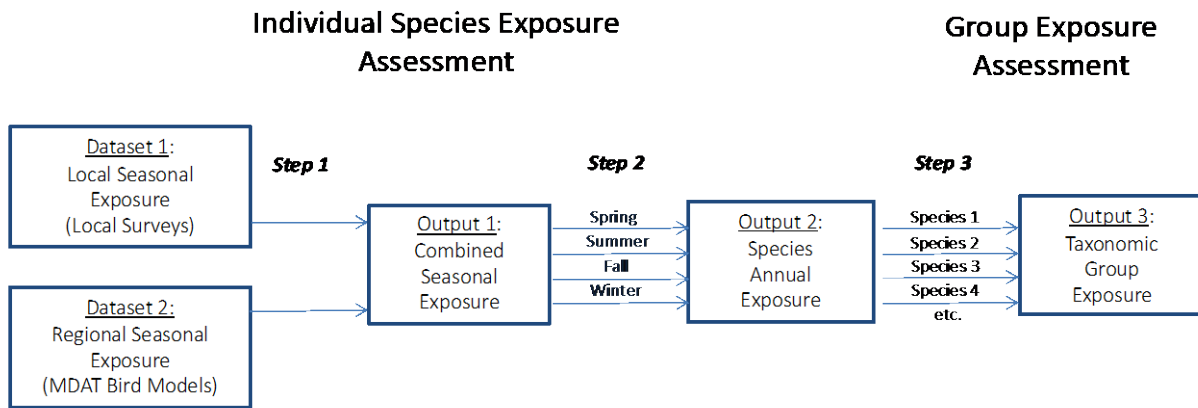 Individual Species Exposure
Assessment
Group Exposure
Assessment
Dataset 1:
Local Seasonal
Exposure
(Local Surveys)
Dataset 2:
Regional Seasonal
Exposure
(MDAT Bird Models)
Step 1
Output 1:
Combined
Seasonal
Exposure
Step 2
Spring
Summer
Fall
Winter
Output 2:
Species
Annual
Exposure
Step 3
Species 1
Species 2
Species 3
Species 4
etc.
Output 3:
Taxonomic
Group
Exposure